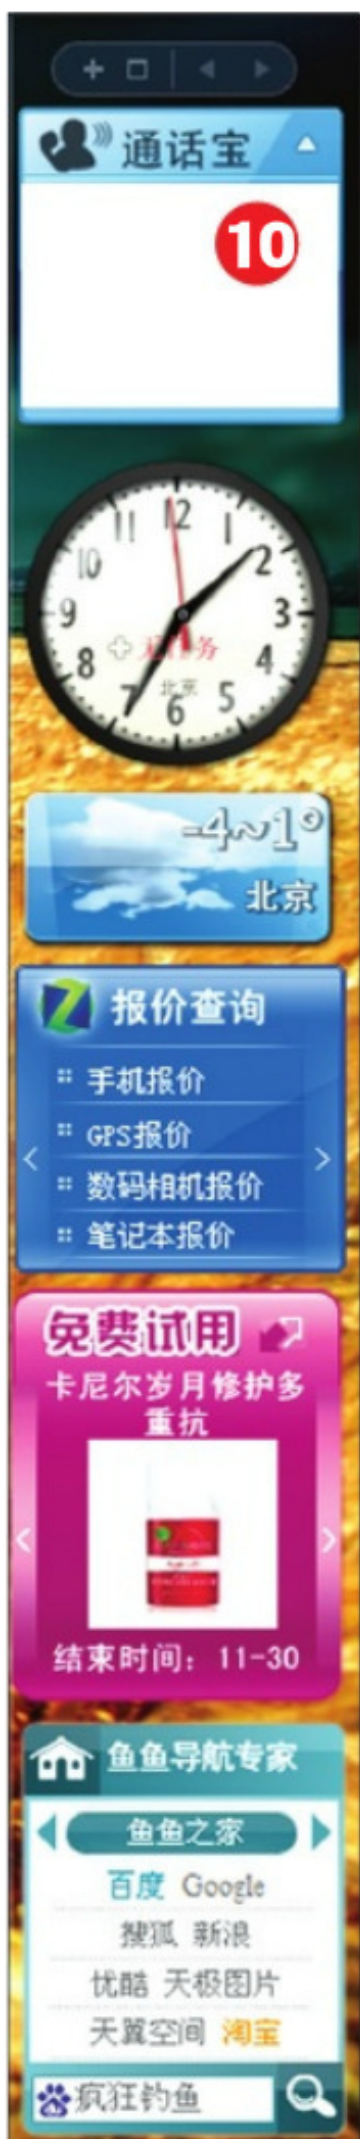 通话宝
10
12
11 1
10 2
9 3
8 无任务 4
北京
7 5
6
-4~1°
北京
报价查询
手机报价
GPS报价
数码相机报价
笔记本报价
免费试用
卡尼尔岁月修护多
重抗
结束时间: 11-30
鱼鱼导航专家
鱼鱼之家
百度 Google
搜狐 新浪
优酷 天极图片
天翼空间 淘宝
疯狂钓鱼